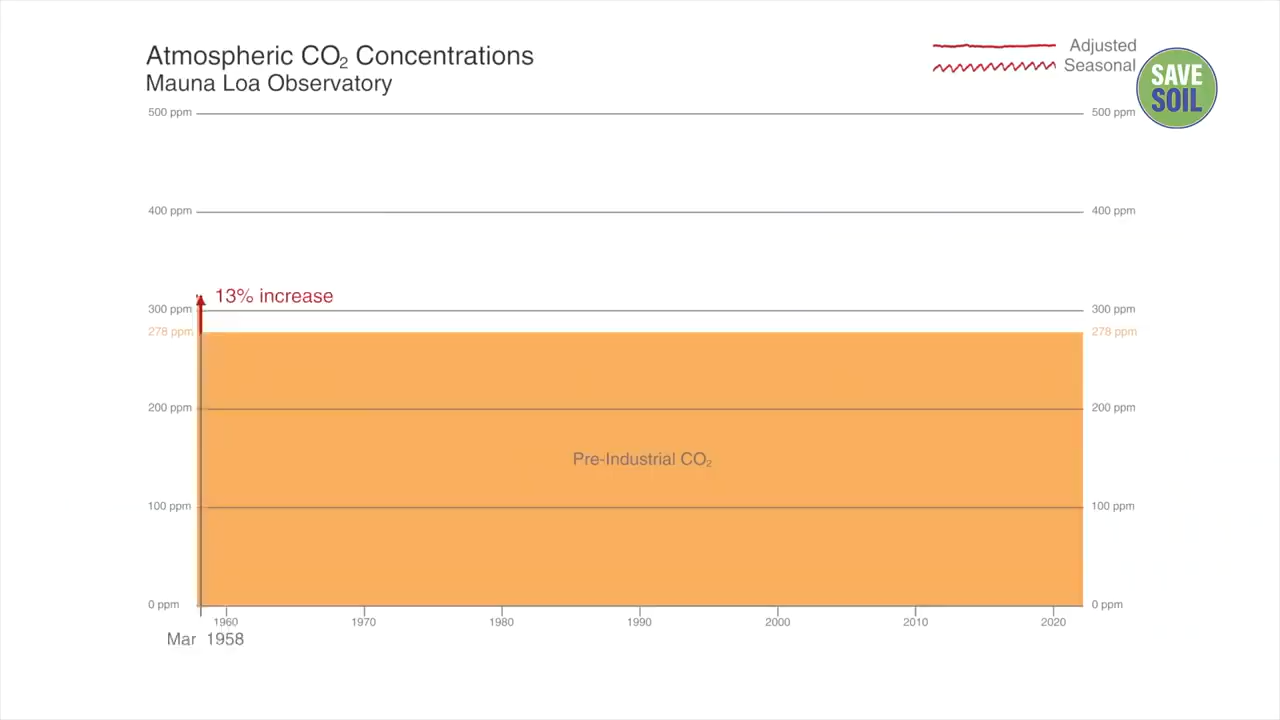 Atmospheric CO₂ Concentrations
Mauna Loa Observatory
Adjusted
Seasonal
SAVE
SOIL
500 ppm 500 ppm
400 ppm 400 ppm
13% increase
300 ppm 300 ppm
278 ppm 278 ppm
200 ppm 200 ppm
Pre-Industrial CO₂
100 ppm 100 ppm
0 ppm 0 ppm
1960 1970 1980 1990 2000 2010 2020
Mar 1958